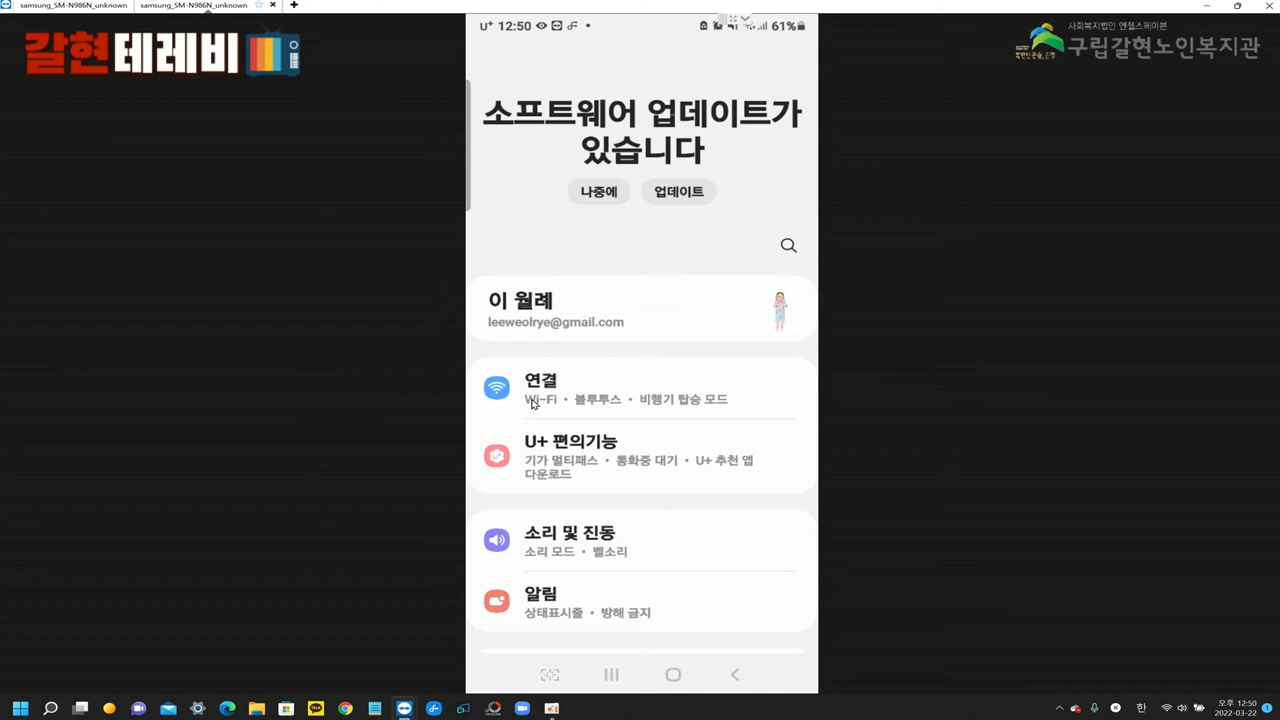 samsung_SM-N986N_unknown
samsung_SM-N986N_unknown
갈현테레비
사회복지법인 엔젤스헤이븐
구립갈현노인복지관
U+ 12:50
61%
소프트웨어 업데이트가
있습니다
나중에
업데이트
이 월례
leeweolrye@gmail.com
연결
Wi-Fi • 블루투스 • 비행기 탑승 모드
U+ 편의기능
기가 멀티패스 • 통화중 대기 • U+ 추천 앱
다운로드
소리 및 진동
소리 모드 • 벨소리
알림
상태표시줄 • 방해 금지
한
오후 12:50
2022-03-22